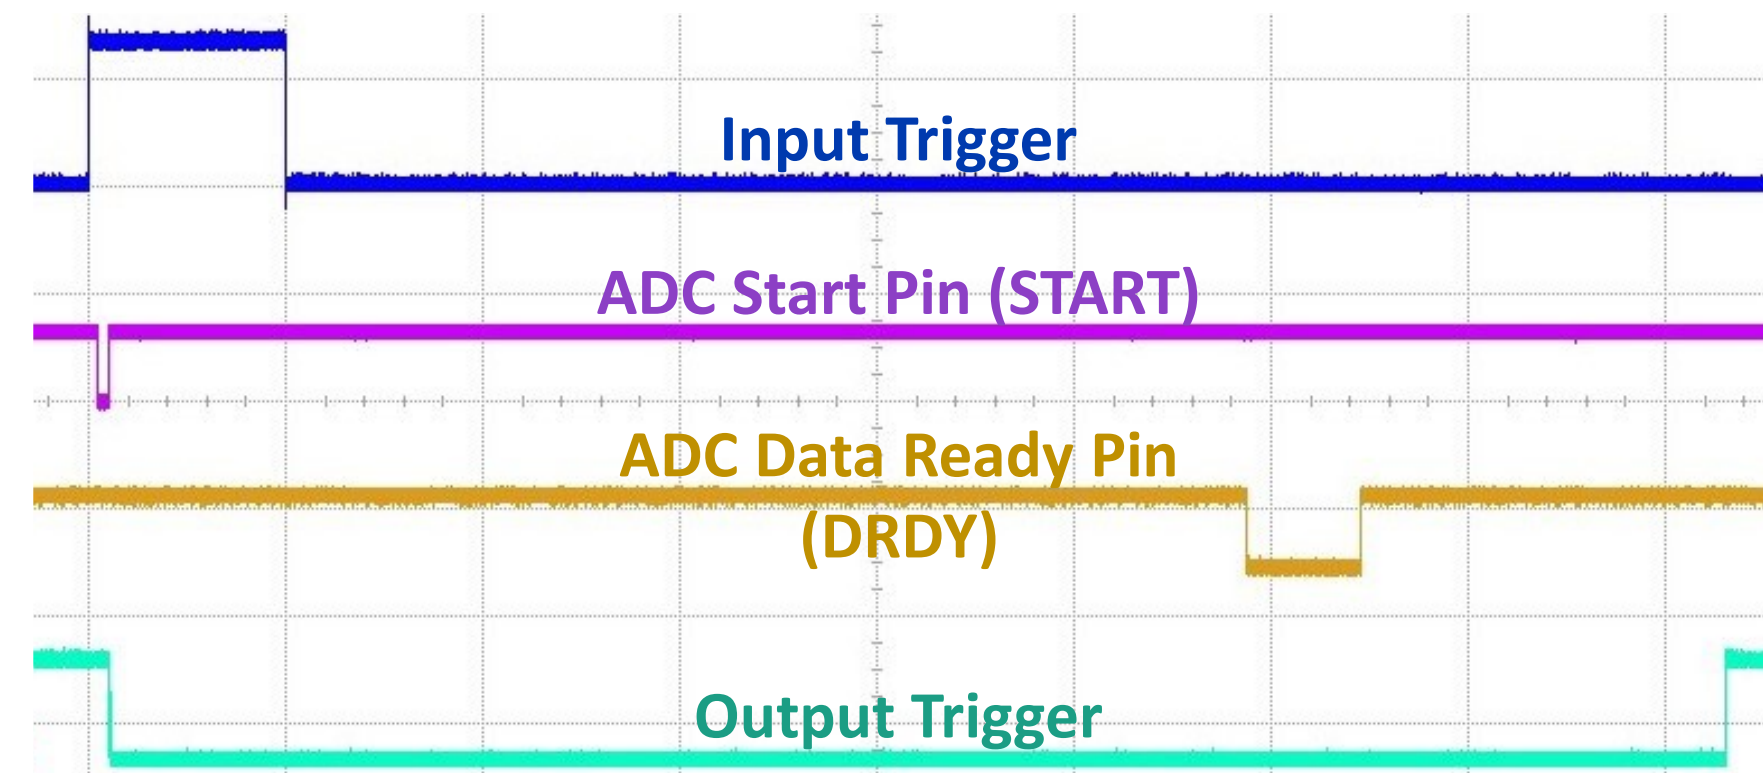 Input Trigger
ADC Start Pin (START)
ADC Data Ready Pin
(DRDY)
Output Trigger